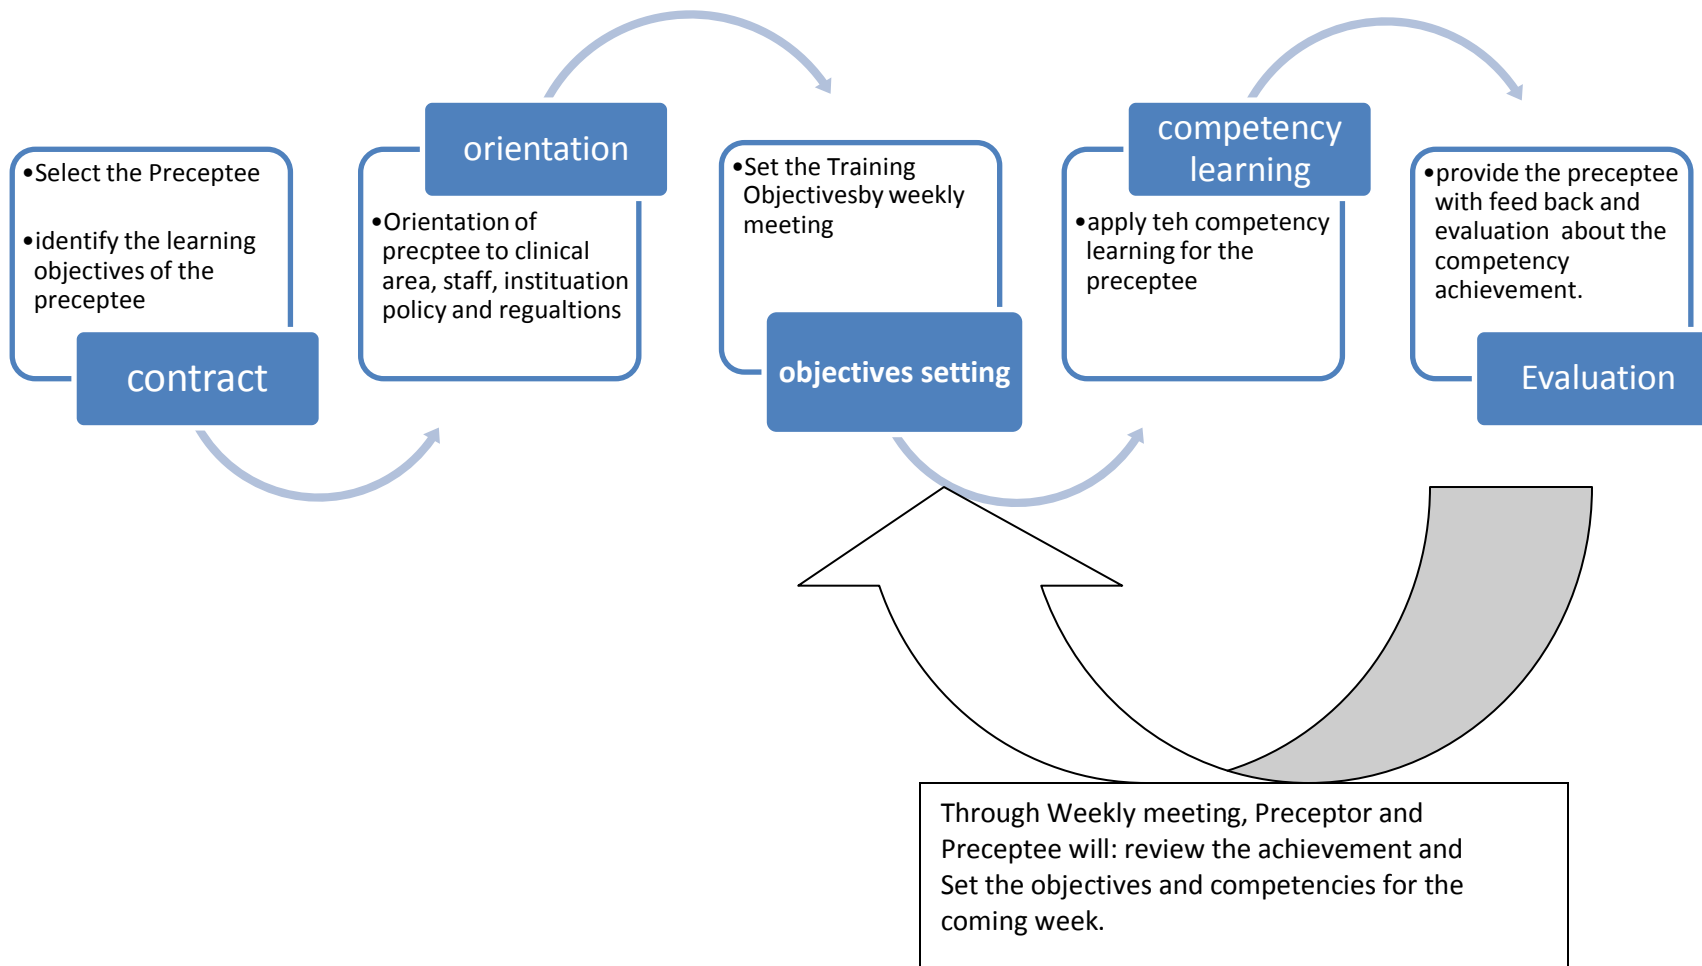 •Select the Preceptee
•identify the learning
objectives of the
preceptee
contract
orientation
•Orientation of
precptee to clinical
area, staff, instituation
policy and regualtions
•Set the Training
Objectivesby weekly
meeting
objectives setting
competency
learning
•apply teh competency
learning for the
preceptee
•provide the preceptee
with feed back and
evaluation  about the
competency
achievement.
Evaluation
Through Weekly meeting, Preceptor and
Preceptee will: review the achievement and
Set the objectives and competencies for the
coming week.